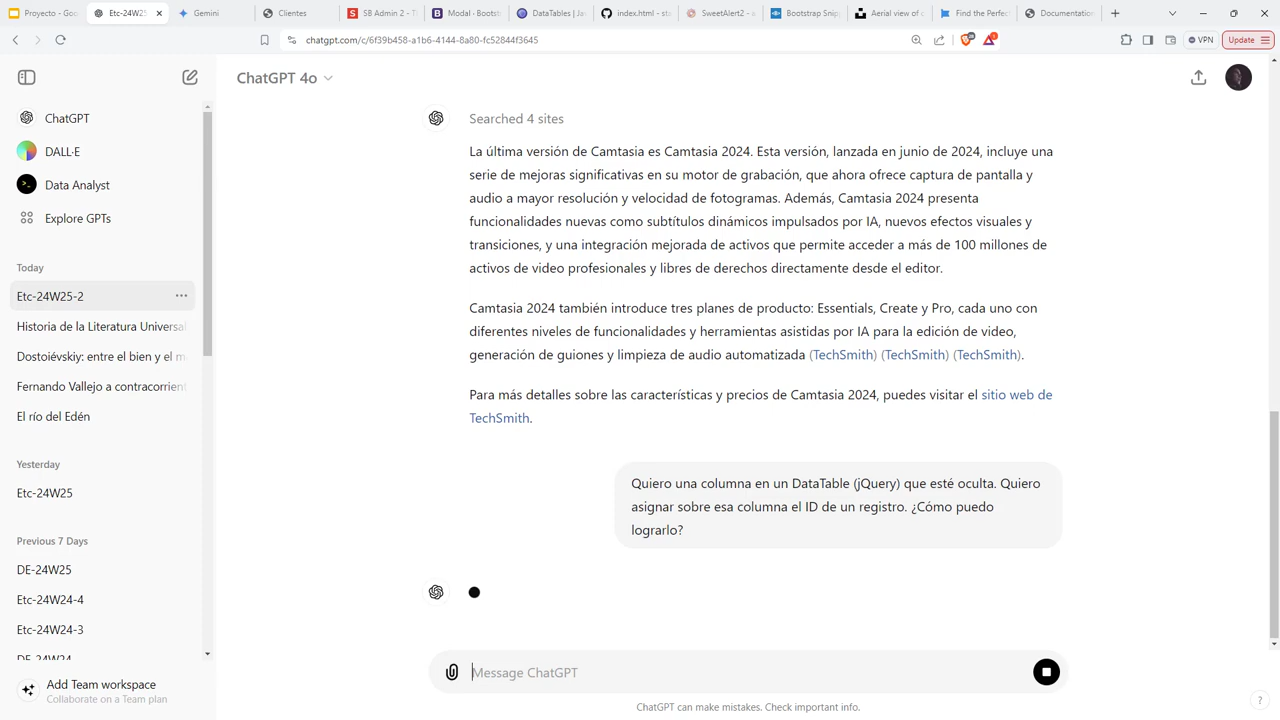 Proyecto - Goo
Etc-24W25
Gemini
Clientes
SB Admin 2 - T
Modal · Bootst
DataTables | Ja
index.html - sta
SweetAlert2 - a
Bootstrap Snip
Aerial view of c
Find the Perfec
Documentation
chatgpt.com/c/6f39b458-a1b6-4144-8a80-fc52844f3645
VPN
Update
ChatGPT
DALL·E
Data Analyst
Explore GPTs
Today
Etc-24W25-2
Historia de la Literatura Universal
Dostoiévskiy: entre el bien y el m
Fernando Vallejo a contracorrient
El río del Edén
Yesterday
Etc-24W25
Previous 7 Days
DE-24W25
Etc-24W24-4
Etc-24W24-3
DE-24W24
Add Team workspace
Collaborate on a Team plan
ChatGPT 4o
Searched 4 sites
La última versión de Camtasia es Camtasia 2024. Esta versión, lanzada en junio de 2024, incluye una
serie de mejoras significativas en su motor de grabación, que ahora ofrece captura de pantalla y
audio a mayor resolución y velocidad de fotogramas. Además, Camtasia 2024 presenta
funcionalidades nuevas como subtítulos dinámicos impulsados por IA, nuevos efectos visuales y
transiciones, y una integración mejorada de activos que permite acceder a más de 100 millones de
activos de video profesionales y libres de derechos directamente desde el editor.
Camtasia 2024 también introduce tres planes de producto: Essentials, Create y Pro, cada uno con
diferentes niveles de funcionalidades y herramientas asistidas por IA para la edición de video,
generación de guiones y limpieza de audio automatizada (TechSmith) (TechSmith) (TechSmith).
Para más detalles sobre las características y precios de Camtasia 2024, puedes visitar el sitio web de
TechSmith.
Quiero una columna en un DataTable (jQuery) que esté oculta. Quiero
asignar sobre esa columna el ID de un registro. ¿Cómo puedo
lograrlo?
Message ChatGPT
ChatGPT can make mistakes. Check important info.
?